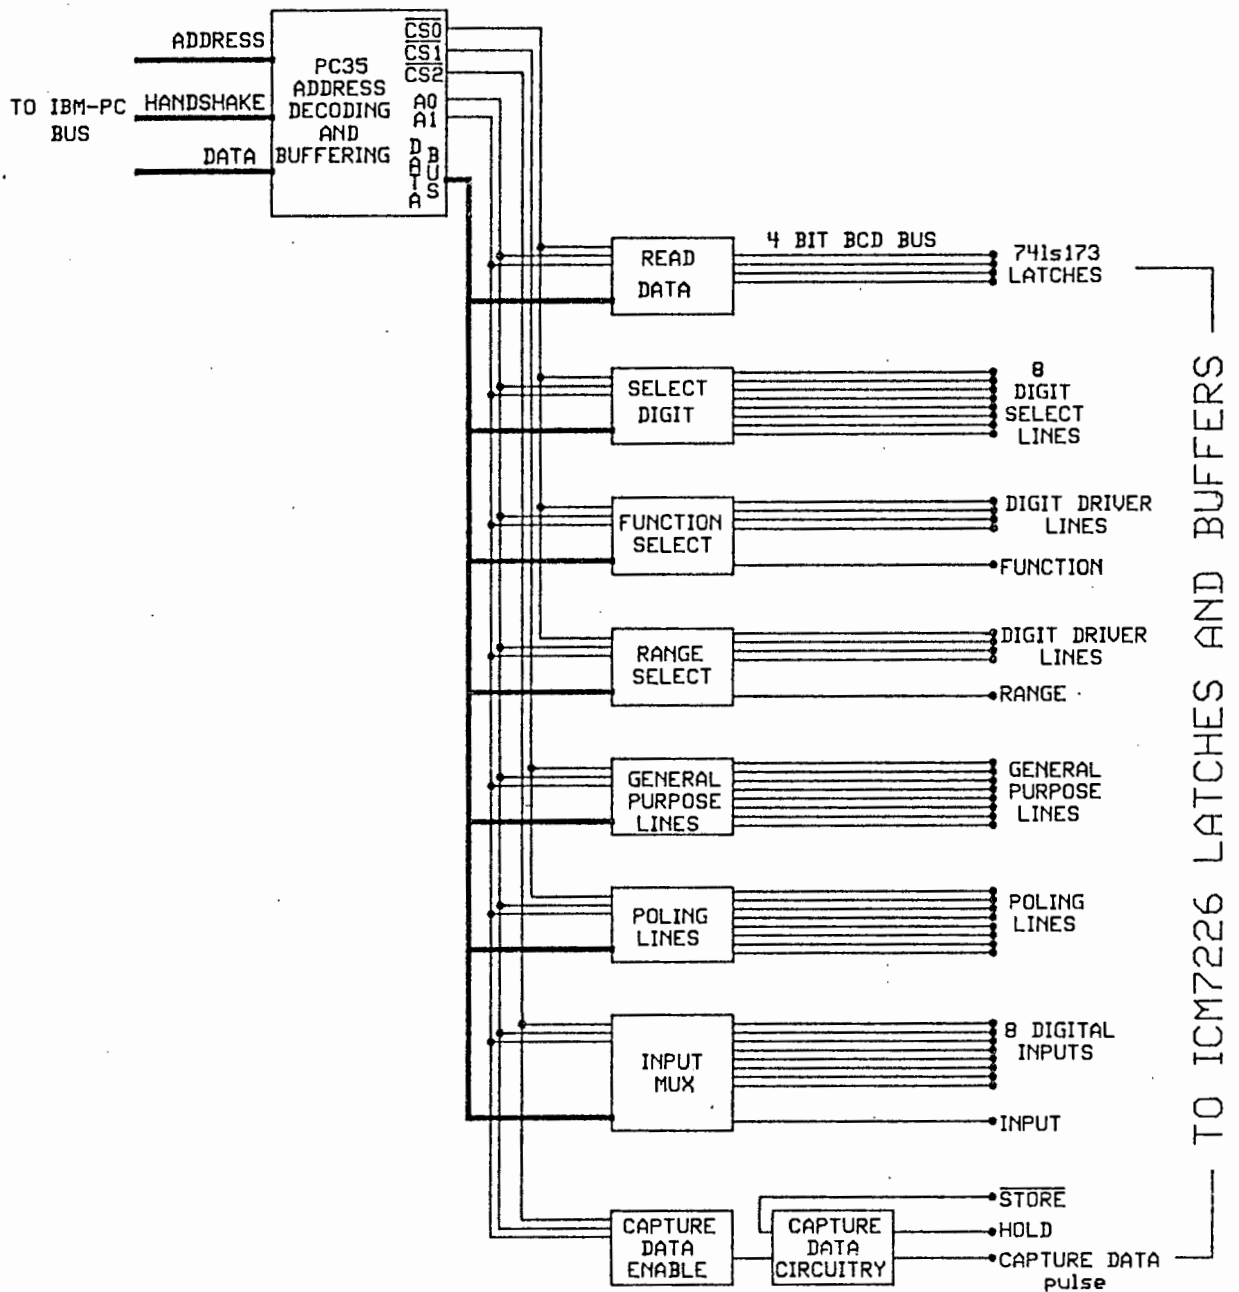 ADDRESS
TO IBM-PC
BUS
HANDSHAKE
DATA
PC35
ADDRESS
DECODING
AND
BUFFERING
CS0
CS1
CS2
A0
A1
DATA
BUS
READ
DATA
4 BIT BCD BUS
74ls173
LATCHES
SELECT
DIGIT
8
DIGIT
SELECT
LINES
FUNCTION
SELECT
DIGIT DRIVER
LINES
FUNCTION
RANGE
SELECT
DIGIT DRIVER
LINES
RANGE
GENERAL
PURPOSE
LINES
GENERAL
PURPOSE
LINES
POLING
LINES
POLING
LINES
INPUT
MUX
8 DIGITAL
INPUTS
INPUT
CAPTURE
DATA
ENABLE
CAPTURE
DATA
CIRCUITRY
STORE
HOLD
CAPTURE DATA
pulse
TO ICM7226 LATCHES AND BUFFERS